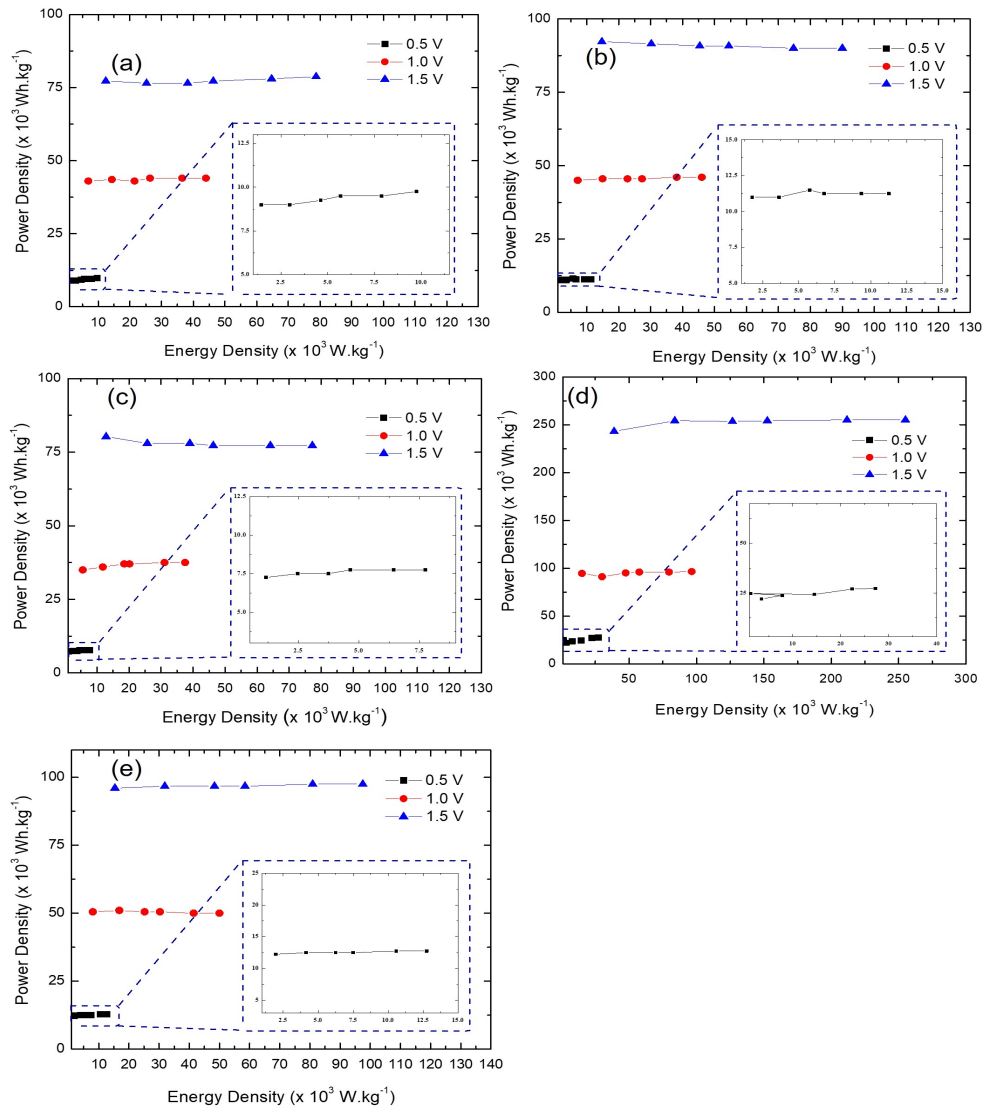 (a)
0.5 V
1.0 V
1.5 V
Power Density (x 10³ Wh.kg⁻¹)
100
75
50
25
0
12.5
10.0
7.5
5.0
2.5 5.0 7.5 10.0
10 20 30 40 50 60 70 80 90 100 110 120 130
Energy Density (x 10³ W.kg⁻¹)
(b)
0.5 V
1.0 V
1.5 V
Power Density (x 10³ Wh.kg⁻¹)
100
75
50
25
0
15.0
12.5
10.0
7.5
5.0
2.5 5.0 7.5 10.0 12.5 15.0
10 20 30 40 50 60 70 80 90 100 110 120 130
Energy Density (x 10³ W.kg⁻¹)
(c)
0.5 V
1.0 V
1.5 V
Power Density (x 10³ Wh.kg⁻¹)
100
75
50
25
0
12.5
10.0
7.5
5.0
2.5 5.0 7.5
10 20 30 40 50 60 70 80 90 100 110 120 130
Energy Density (x 10³ W.kg⁻¹)
(d)
0.5 V
1.0 V
1.5 V
Power Density (x 10³ Wh.kg⁻¹)
300
250
200
150
100
50
0
50
25
10 20 30 40
50 100 150 200 250 300
Energy Density (x 10³ W.kg⁻¹)
(e)
0.5 V
1.0 V
1.5 V
Power Density (x 10³ Wh.kg⁻¹)
100
75
50
25
0
25
20
15
10
5
2.5 5.0 7.5 10.0 12.5 15.0
10 20 30 40 50 60 70 80 90 100 110 120 130 140
Energy Density (x 10³ W.kg⁻¹)